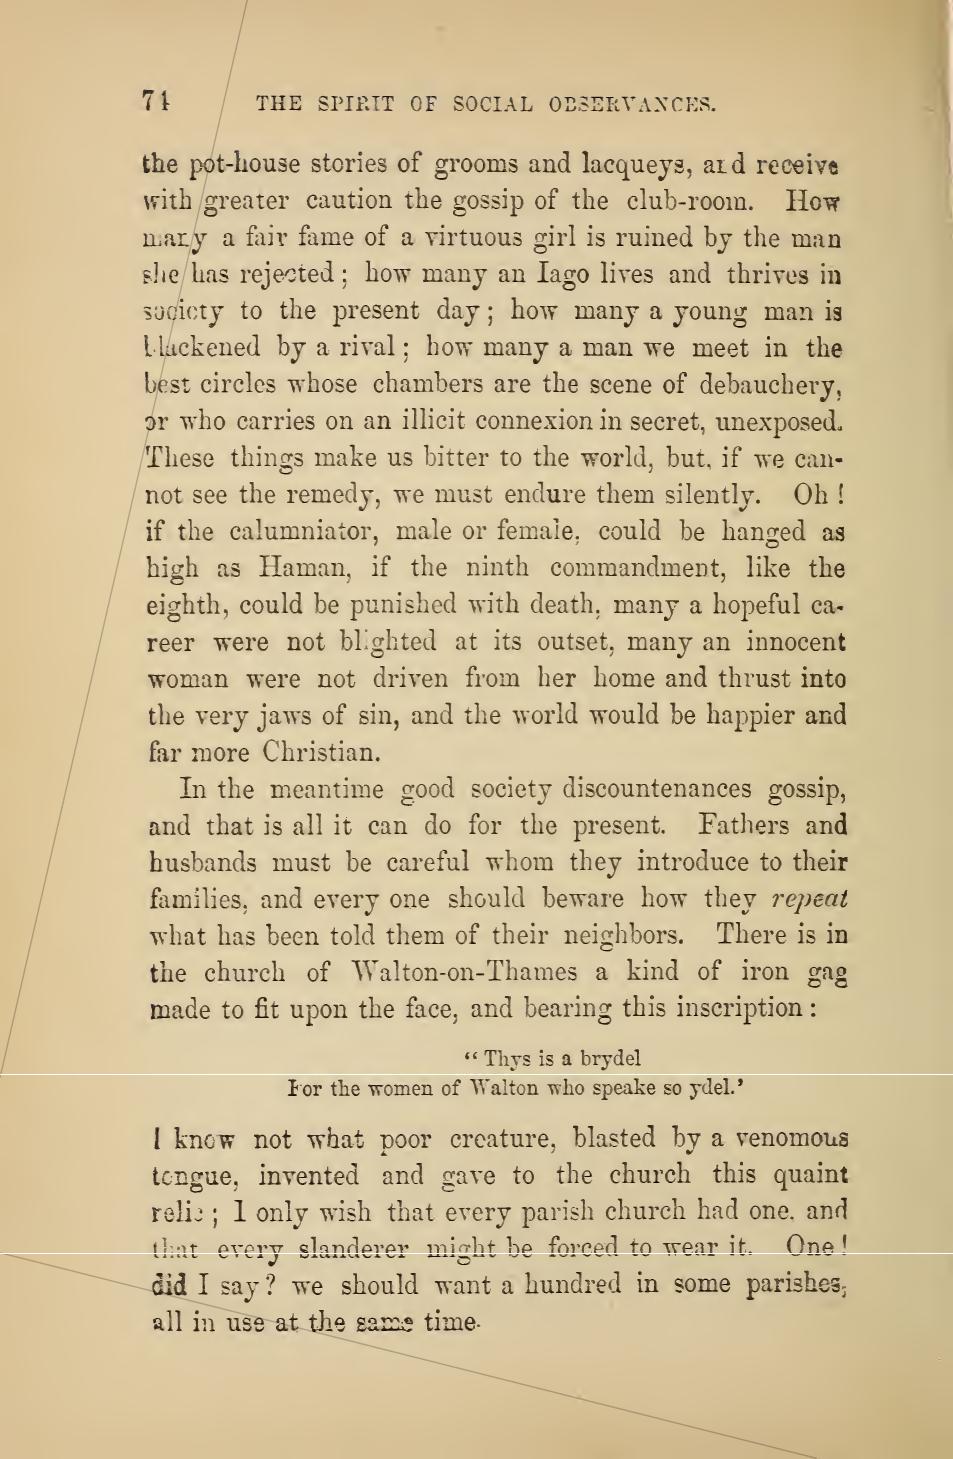 74 THE SPIRIT OF SOCIAL OBSERVANCES.
the pot-house stories of grooms and lacqueys, and receive
with greater caution the gossip of the club-room. How
many a fair fame of a virtuous girl is ruined by the man
she has rejected; how many an Iago lives and thrives in
society to the present day; how many a young man is
blackened by a rival; how many a man we meet in the
best circles whose chambers are the scene of debauchery,
or who carries on an illicit connexion in secret, unexposed.
These things make us bitter to the world, but, if we can-
not see the remedy, we must endure them silently. Oh!
if the calumniator, male or female, could be hanged as
high as Haman, if the ninth commandment, like the
eighth, could be punished with death, many a hopeful ca-
reer were not blighted at its outset, many an innocent
woman were not driven from her home and thrust into
the very jaws of sin, and the world would be happier and
far more Christian.
In the meantime good society discountenances gossip,
and that is all it can do for the present. Fathers and
husbands must be careful whom they introduce to their
families, and every one should beware how they repeat
what has been told them of their neighbors. There is in
the church of Walton-on-Thames a kind of iron gag
made to fit upon the face, and bearing this inscription:
“Thys is a brydel
For the women of Walton who speake so ydel.’
I know not what poor creature, blasted by a venomous
tongue, invented and gave to the church this quaint
relic; I only wish that every parish church had one, and
that every slanderer might be forced to wear it. One!
did I say? we should want a hundred in some parishes,
all in use at the same time.